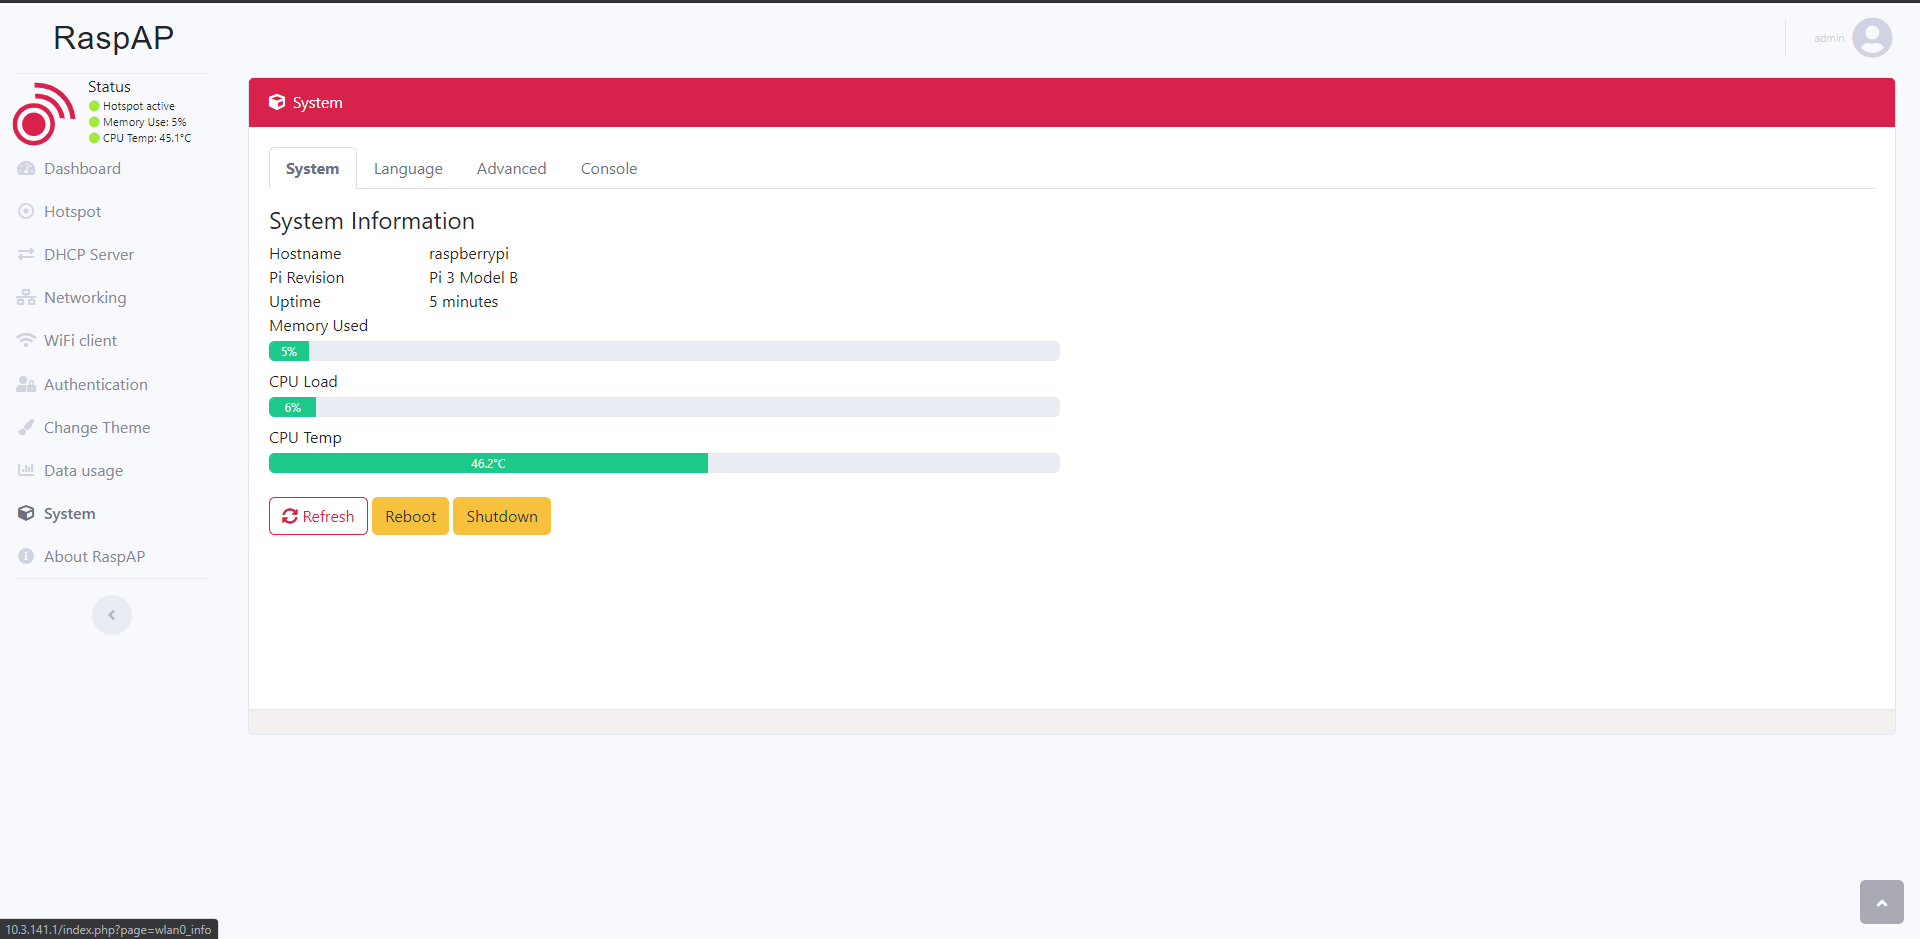 RaspAP
admin
Status
Hotspot active
Memory Use: 5%
CPU Temp: 45.1°C
Dashboard
Hotspot
DHCP Server
Networking
WiFi client
Authentication
Change Theme
Data usage
System
About RaspAP
System
System Language Advanced Console
System Information
Hostname raspberrypi
Pi Revision Pi 3 Model B
Uptime 5 minutes
Memory Used
5%
CPU Load
6%
CPU Temp
46.2°C
Refresh Reboot Shutdown
10.3.141.1/index.php?page=wlan0_info